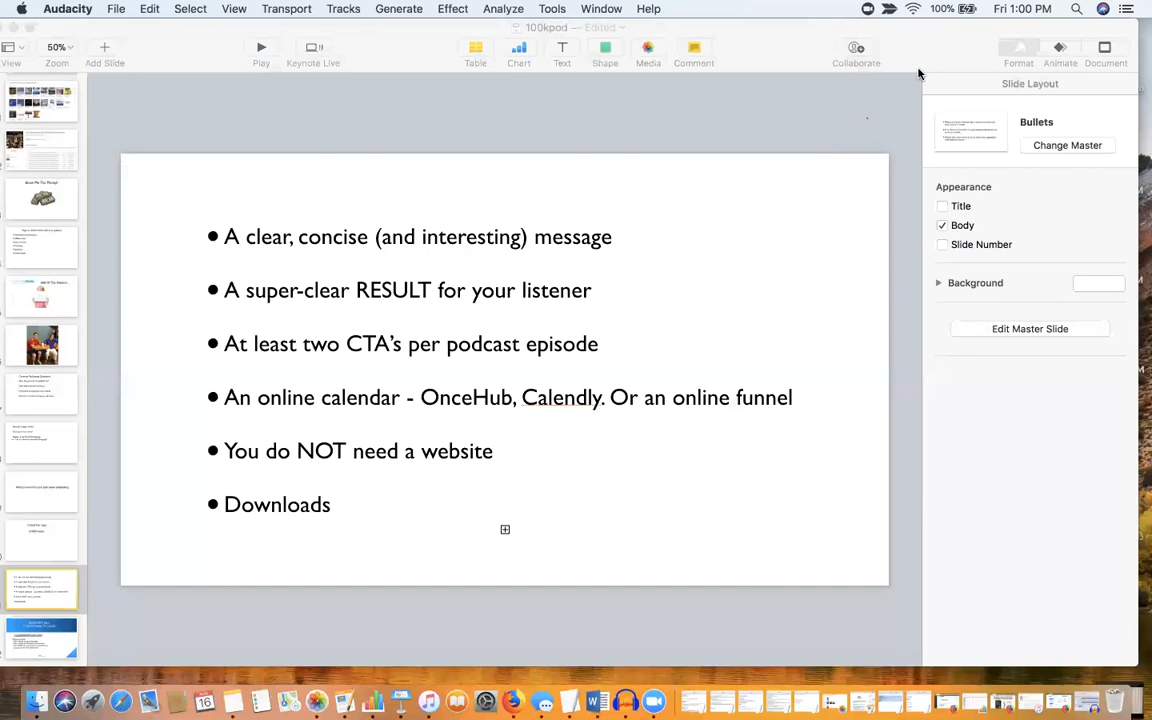 Audacity File Edit Select View Transport Tracks Generate Effect Analyze Tools Window Help 100% Fri 1:00 PM
100kpod — Edited
50%
View Zoom Add Slide Play Keynote Live Table Chart Text Shape Media Comment Collaborate Format Animate Document
Slide Layout
Bullets
Change Master
Appearance
Title
Body
Slide Number
Background
Edit Master Slide
• A clear, concise (and interesting) message
• A super-clear RESULT for your listener
• At least two CTA’s per podcast episode
• An online calendar - OnceHub, Calendly. Or an online funnel
• You do NOT need a website
• Downloads
AUG
16